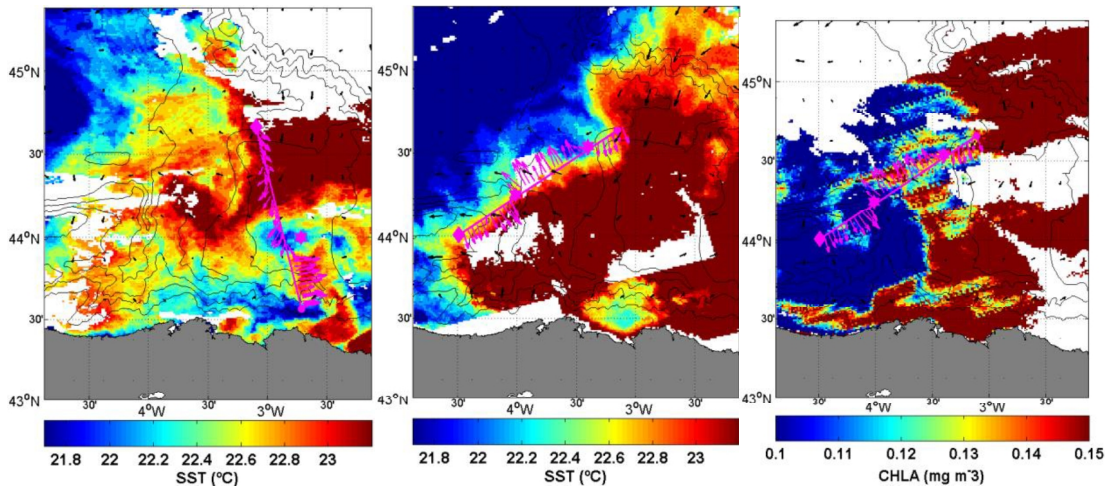 45°N
30'
44°N
30'
43°N
30' 4°W 30' 3°W 30'
21.8 22 22.2 22.4 22.6 22.8 23
SST (ºC)
45°N
30'
44°N
30'
43°N
30' 4°W 30' 3°W 30'
21.8 22 22.2 22.4 22.6 22.8 23
SST (ºC)
45°N
30'
44°N
30'
43°N
30' 4°W 30' 3°W 30'
0.1 0.11 0.12 0.13 0.14 0.15
CHLA (mg m⁻3)